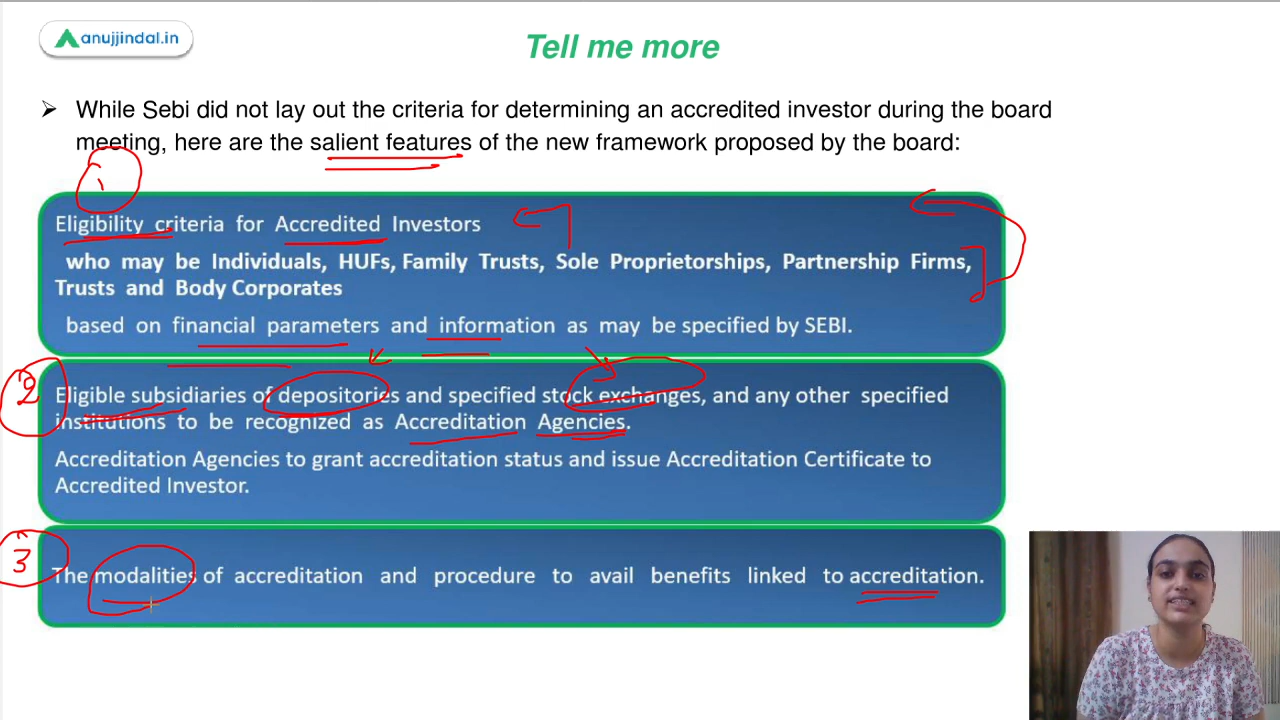 anujjindal.in
Tell me more
While Sebi did not lay out the criteria for determining an accredited investor during the board
meeting, here are the salient features of the new framework proposed by the board:
1
Eligibility criteria for Accredited Investors
who may be Individuals, HUFs, Family Trusts, Sole Proprietorships, Partnership Firms,
Trusts and Body Corporates
based on financial parameters and information as may be specified by SEBI.
2
Eligible subsidiaries of depositories and specified stock exchanges, and any other specified
institutions to be recognized as Accreditation Agencies.
Accreditation Agencies to grant accreditation status and issue Accreditation Certificate to
Accredited Investor.
3
The modalities of accreditation and procedure to avail benefits linked to accreditation.